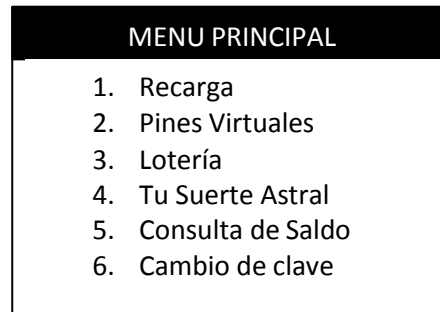 MENU PRINCIPAL
1. Recarga
2. Pines Virtuales
3. Lotería
4. Tu Suerte Astral
5. Consulta de Saldo
6. Cambio de clave